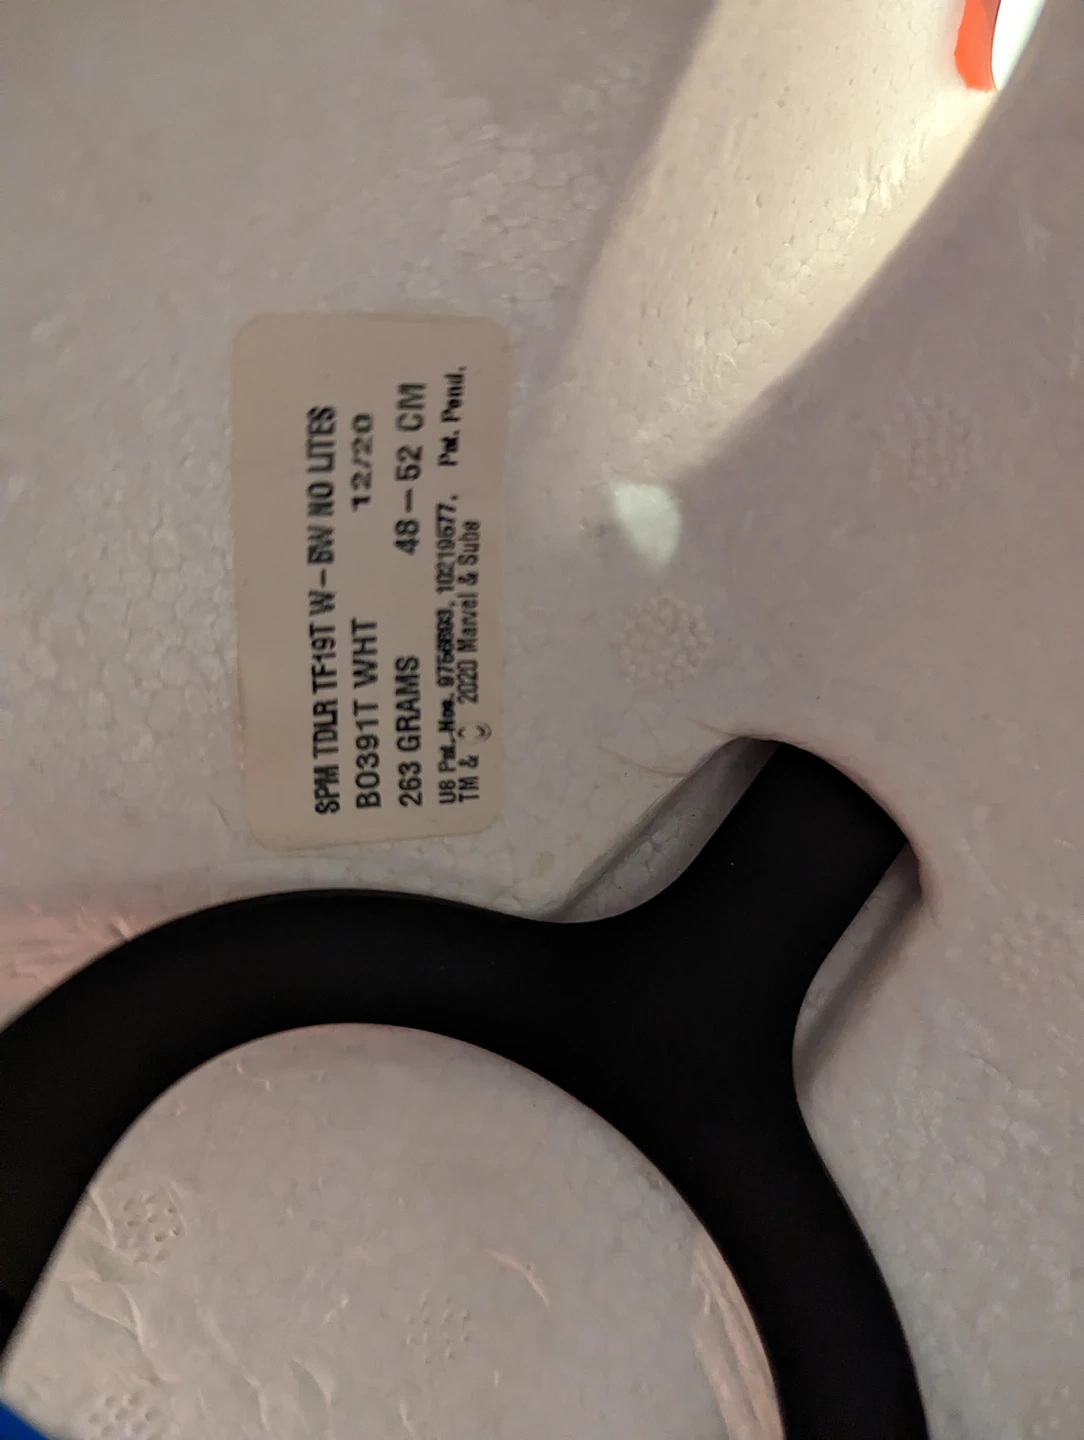 SPM TDLR TF19T W-BW NO LITES
B0391T WHT 12/20
263 GRAMS 48-52 CM
US Pat. Nos. 9756893, 10219577. Pat. Pend.
TM & © 2020 Marvel & Subs